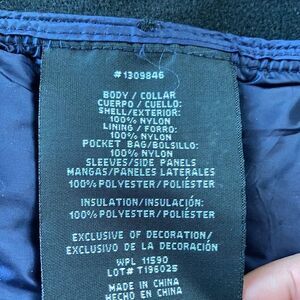 #1309846
BODY / COLLAR
CUERPO / CUELLO:
SHELL/EXTERIOR:
100% NYLON
LINING / FORRO:
100% NYLON
POCKET BAG/BOLSILLO:
100% NYLON
SLEEVES/SIDE PANELS
MANGAS/PANELES LATERALES
100% POLYESTER/POLIÉSTER
INSULATION/INSULACIÓN:
100% POLYESTER/POLIÉSTER
EXCLUSIVE OF DECORATION/
EXCLUSIVO DE LA DECORACIÓN
WPL 11590
LOT# T196025
MADE IN CHINA
HECHO EN CHINA